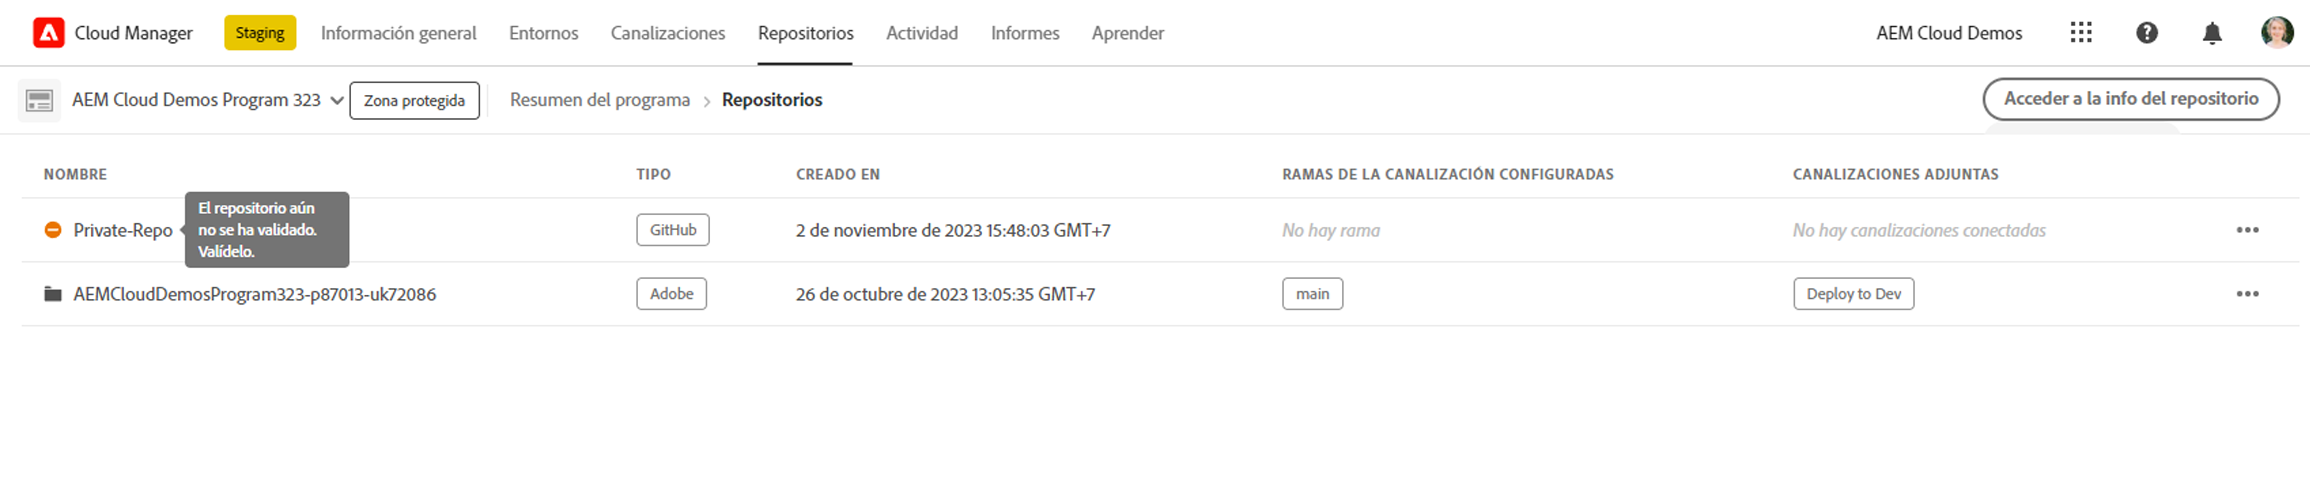 Cloud Manager Staging Información general Entornos Canalizaciones Repositorios Actividad Informes Aprender AEM Cloud Demos
AEM Cloud Demos Program 323 Zona protegida Resumen del programa > Repositorios Acceder a la info del repositorio
NOMBRE TIPO CREADO EN RAMAS DE LA CANALIZACIÓN CONFIGURADAS CANALIZACIONES ADJUNTAS
El repositorio aún
no se ha validado.
Valídelo.
Private-Repo GitHub 2 de noviembre de 2023 15:48:03 GMT+7 No hay rama No hay canalizaciones conectadas
AEMCloudDemosProgram323-p87013-uk72086 Adobe 26 de octubre de 2023 13:05:35 GMT+7 main Deploy to Dev